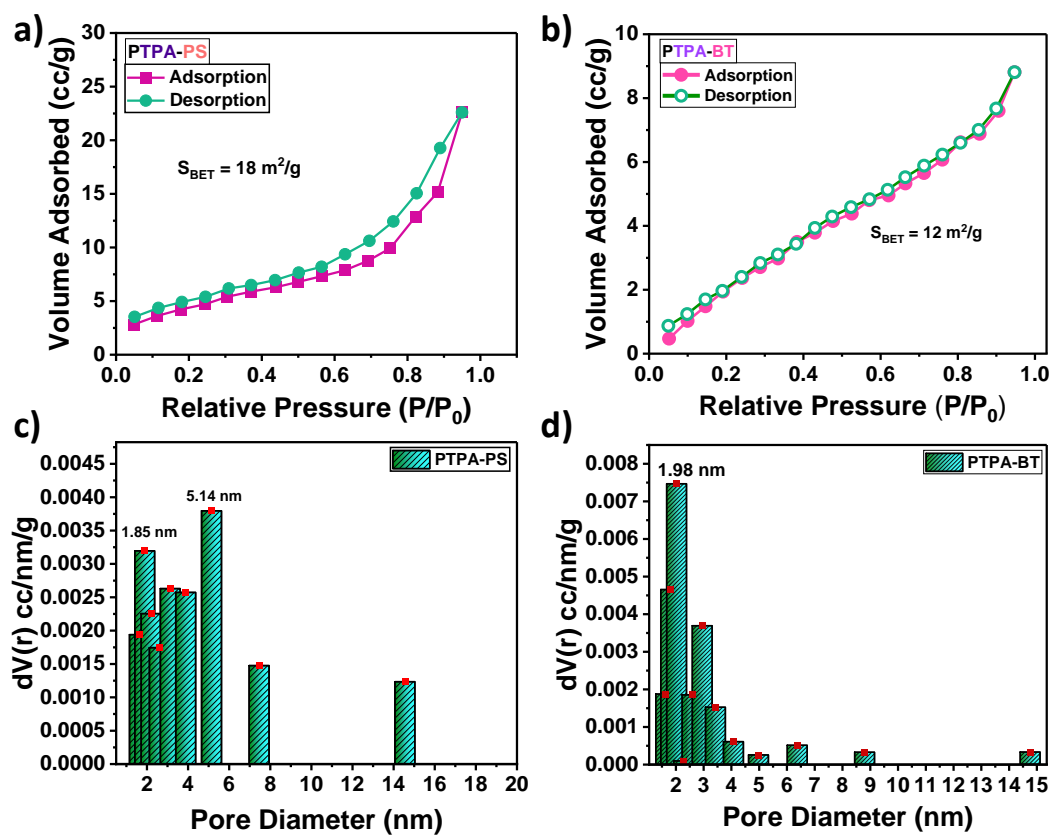 a)
PTPA-PS
Adsorption
Desorption
S_BET = 18 m²/g
Volume Adsorbed (cc/g)
30
25
20
15
10
5
0
0.0 0.2 0.4 0.6 0.8 1.0
Relative Pressure (P/P₀)
b)
PTPA-BT
Adsorption
Desorption
S_BET = 12 m²/g
Volume Adsorbed (cc/g)
10
8
6
4
2
0
0.0 0.2 0.4 0.6 0.8 1.0
Relative Pressure (P/P₀)
c)
PTPA-PS
1.85 nm
5.14 nm
dV(r) cc/nm/g
0.0045
0.0040
0.0035
0.0030
0.0025
0.0020
0.0015
0.0010
0.0005
0.0000
2 4 6 8 10 12 14 16 18 20
Pore Diameter (nm)
d)
PTPA-BT
1.98 nm
dV(r) cc/nm/g
0.008
0.007
0.006
0.005
0.004
0.003
0.002
0.001
0.000
2 3 4 5 6 7 8 9 10 11 12 13 14 15
Pore Diameter (nm)